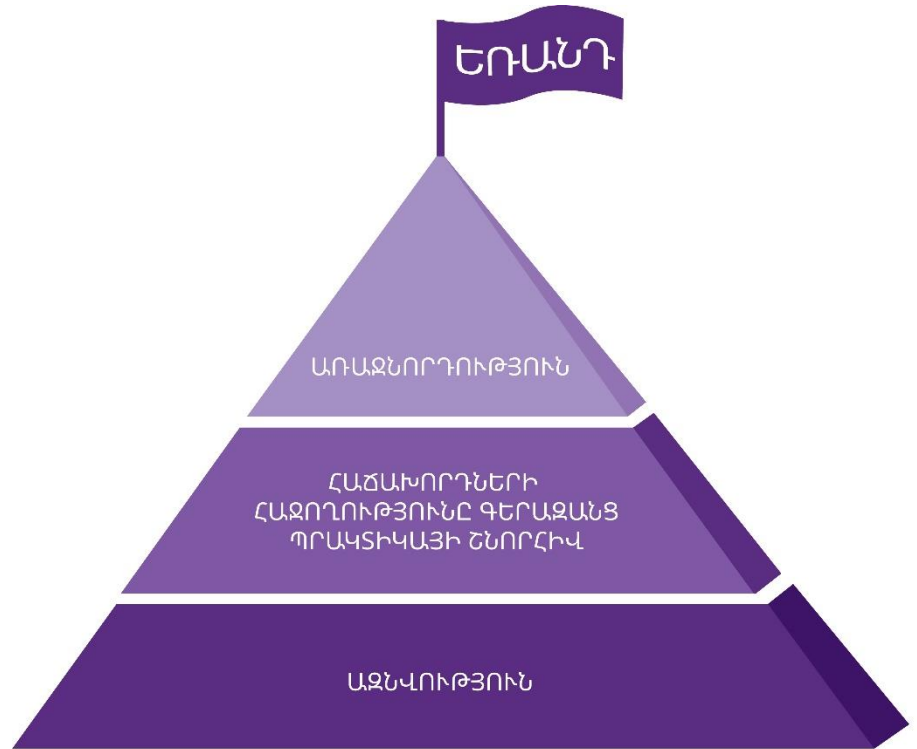 ԵՌԱՆԴ
ԱՌԱՋՆՈՐԴՈՒԹՅՈՒՆ
ՀԱՃԱԽՈՐԴՆԵՐԻ
ՀԱՋՈՂՈՒԹՅՈՒՆԸ ԳԵՐԱԶԱՆՑ
ՊՐԱԿՏԻԿԱՅԻ ՇՆՈՐՀԻՎ
ԱԶՆՎՈՒԹՅՈՒՆ